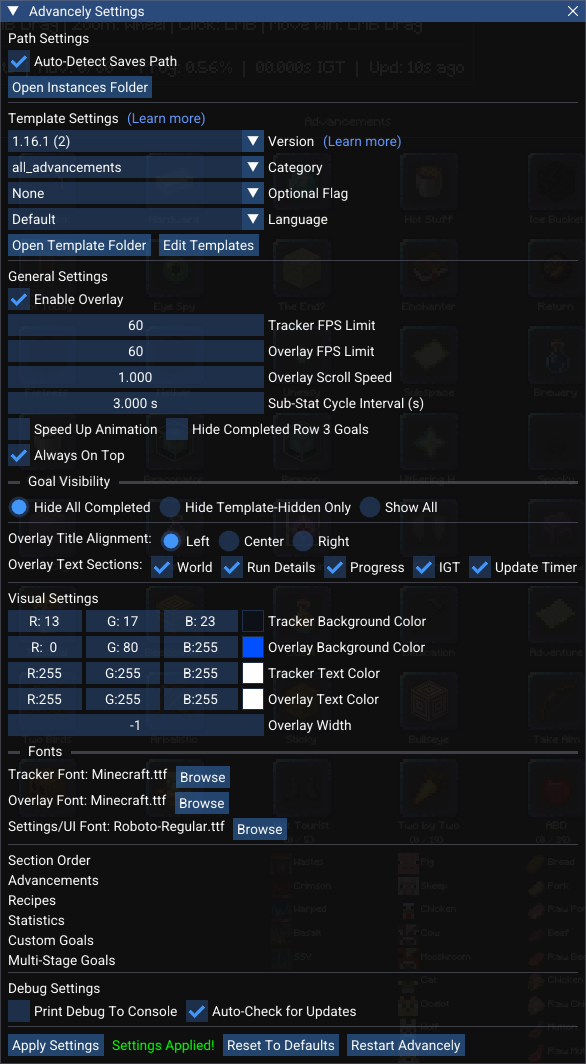 Advancely Settings
Path Settings
Auto-Detect Saves Path
Open Instances Folder
Template Settings (Learn more)
1.16.1 (2) Version (Learn more)
all_advancements Category
None Optional Flag
Default Language
Open Template Folder Edit Templates
General Settings
Enable Overlay
60 Tracker FPS Limit
60 Overlay FPS Limit
1.000 Overlay Scroll Speed
3.000 s Sub-Stat Cycle Interval (s)
Speed Up Animation Hide Completed Row 3 Goals
Always On Top
Goal Visibility
Hide All Completed Hide Template-Hidden Only Show All
Overlay Title Alignment: Left Center Right
Overlay Text Sections: World Run Details Progress IGT Update Timer
Visual Settings
R: 13 G: 17 B: 23 Tracker Background Color
R: 0 G: 80 B:255 Overlay Background Color
R:255 G:255 B:255 Tracker Text Color
R:255 G:255 B:255 Overlay Text Color
-1 Overlay Width
Fonts
Tracker Font: Minecraft.ttf Browse
Overlay Font: Minecraft.ttf Browse
Settings/UI Font: Roboto-Regular.ttf Browse
Section Order
Advancements
Recipes
Statistics
Custom Goals
Multi-Stage Goals
Debug Settings
Print Debug To Console Auto-Check for Updates
Apply Settings Settings Applied! Reset To Defaults Restart Advancely